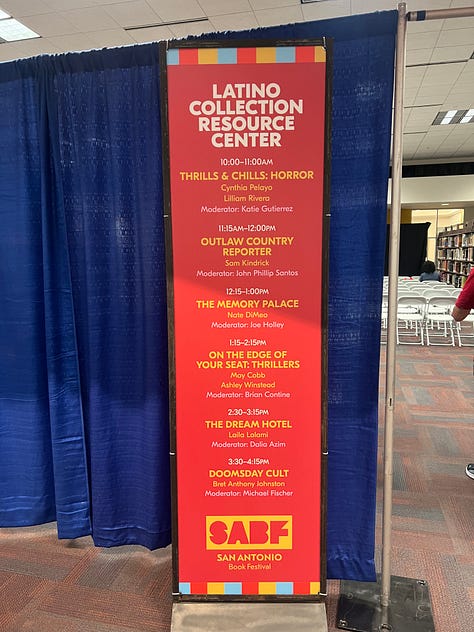 LATINO
COLLECTION
RESOURCE
CENTER
10:00–11:00AM
THRILLS & CHILLS: HORROR
Cynthia Pelayo
Lilliam Rivera
Moderator: Katie Gutierrez
11:15AM–12:00PM
OUTLAW COUNTRY
REPORTER
Sam Kindrick
Moderator: John Phillip Santos
12:15–1:00PM
THE MEMORY PALACE
Nate DiMeo
Moderator: Joe Holley
1:15–2:15PM
ON THE EDGE OF
YOUR SEAT: THRILLERS
May Cobb
Ashley Winstead
Moderator: Brian Contine
2:30–3:15PM
THE DREAM HOTEL
Laila Lalami
Moderator: Dalia Azim
3:30–4:15PM
DOOMSDAY CULT
Bret Anthony Johnston
Moderator: Michael Fischer
SABF
SAN ANTONIO
Book Festival